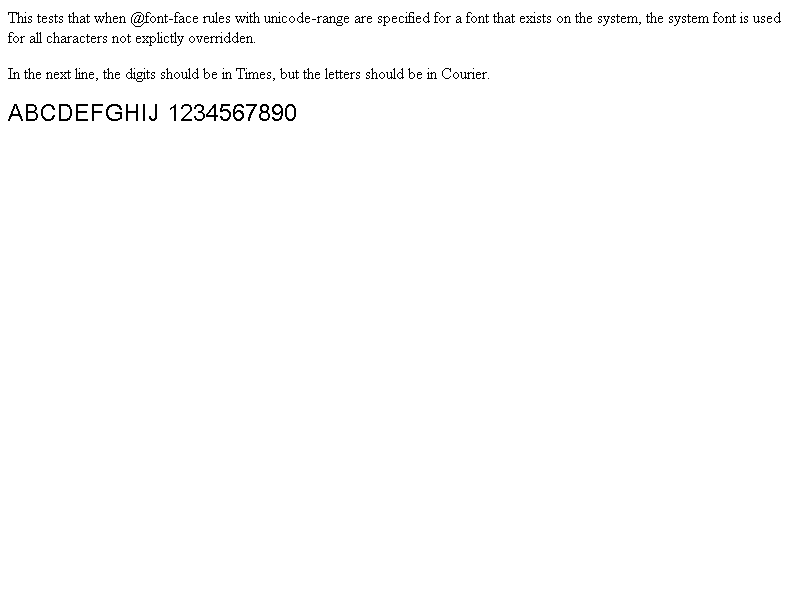 This tests that when @font-face rules with unicode-range are specified for a font that exists on the system, the system font is used
for all characters not explictly overridden.
In the next line, the digits should be in Times, but the letters should be in Courier.
ABCDEFGHIJ 1234567890